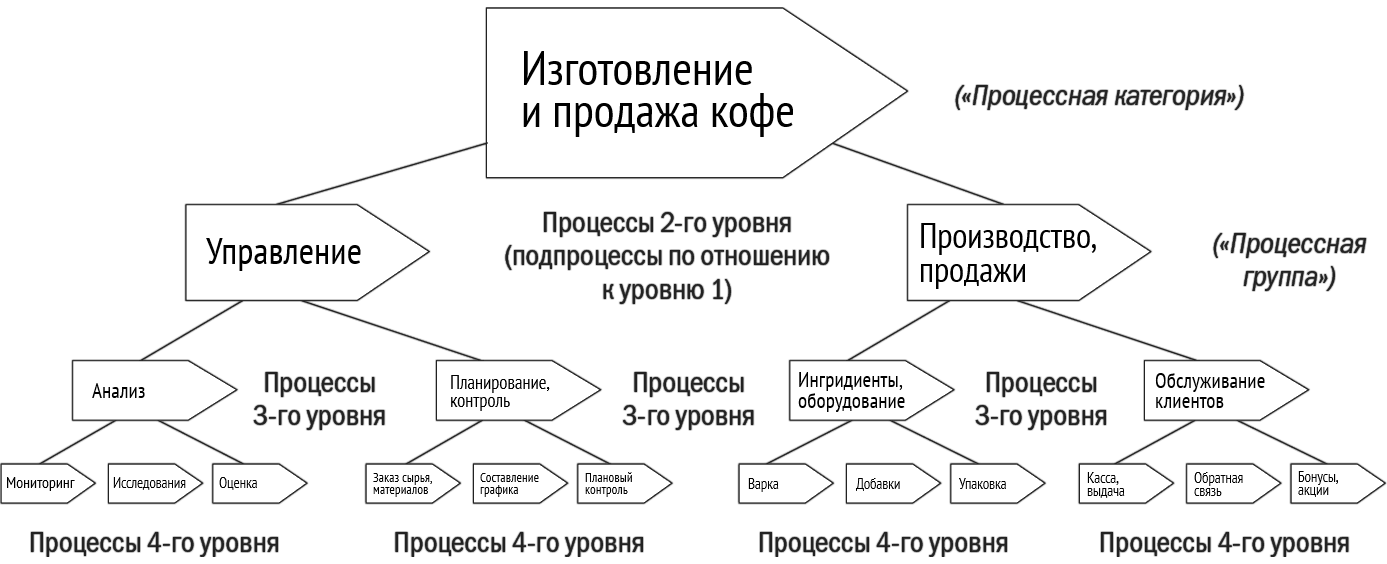 Изготовление
и продажа кофе
(«Процессная категория»)
Управление
Процессы 2-го уровня
(подпроцессы по отношению
к уровню 1)
Производство,
продажи
(«Процессная
группа»)
Анализ
Процессы
3-го уровня
Планирование,
контроль
Процессы
3-го уровня
Ингридиенты,
оборудование
Процессы
3-го уровня
Обслуживание
клиентов
Мониторинг
Исследования
Оценка
Заказ сырья,
материалов
Составление
графика
Плановый
контроль
Варка
Добавки
Упаковка
Касса,
выдача
Обратная
связь
Бонусы,
акции
Процессы 4-го уровня
Процессы 4-го уровня
Процессы 4-го уровня
Процессы 4-го уровня